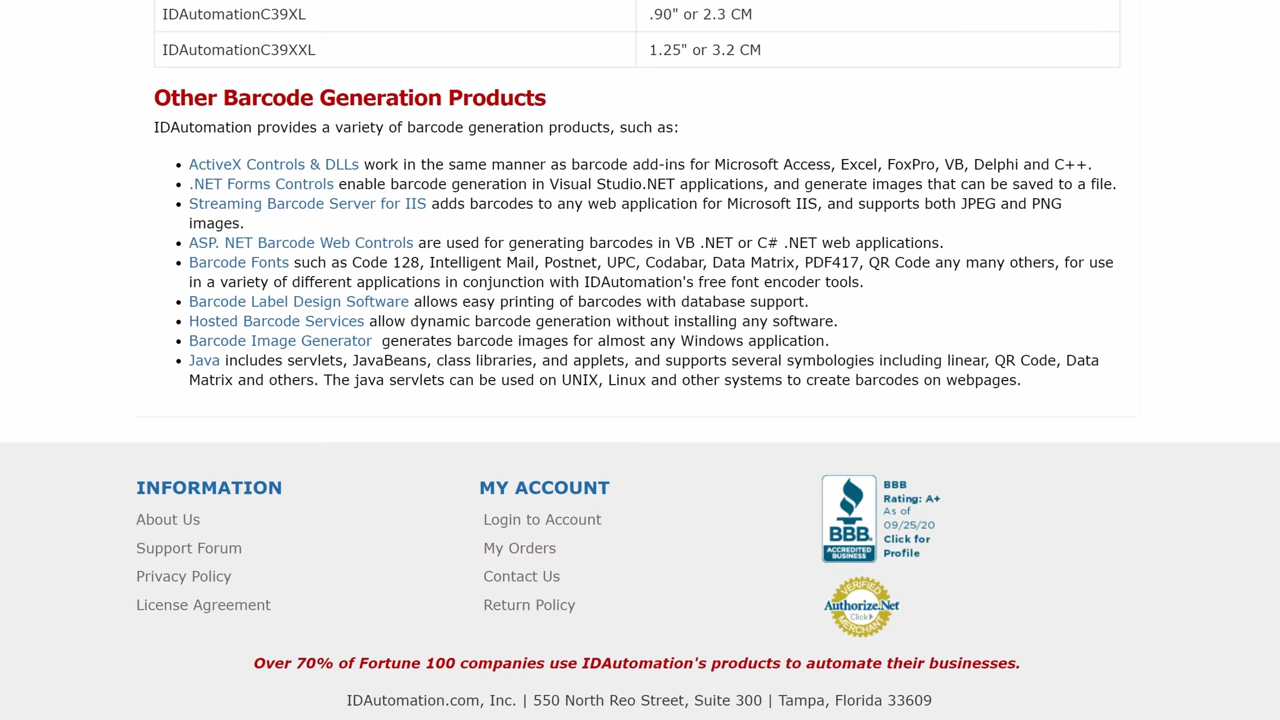 IDAutomationC39XL .90" or 2.3 CM
IDAutomationC39XXL 1.25" or 3.2 CM
Other Barcode Generation Products
IDAutomation provides a variety of barcode generation products, such as:
• ActiveX Controls & DLLs work in the same manner as barcode add-ins for Microsoft Access, Excel, FoxPro, VB, Delphi and C++.
• .NET Forms Controls enable barcode generation in Visual Studio.NET applications, and generate images that can be saved to a file.
• Streaming Barcode Server for IIS adds barcodes to any web application for Microsoft IIS, and supports both JPEG and PNG
images.
• ASP. NET Barcode Web Controls are used for generating barcodes in VB .NET or C# .NET web applications.
• Barcode Fonts such as Code 128, Intelligent Mail, Postnet, UPC, Codabar, Data Matrix, PDF417, QR Code any many others, for use
in a variety of different applications in conjunction with IDAutomation's free font encoder tools.
• Barcode Label Design Software allows easy printing of barcodes with database support.
• Hosted Barcode Services allow dynamic barcode generation without installing any software.
• Barcode Image Generator generates barcode images for almost any Windows application.
• Java includes servlets, JavaBeans, class libraries, and applets, and supports several symbologies including linear, QR Code, Data
Matrix and others. The java servlets can be used on UNIX, Linux and other systems to create barcodes on webpages.
INFORMATION
About Us
Support Forum
Privacy Policy
License Agreement
MY ACCOUNT
Login to Account
My Orders
Contact Us
Return Policy
BBB.
ACCREDITED
BUSINESS
BBB
Rating: A+
As of
09/25/20
Click for
Profile
VERIFIED
Authorize.Net
Click
MERCHANT
Over 70% of Fortune 100 companies use IDAutomation's products to automate their businesses.
IDAutomation.com, Inc. | 550 North Reo Street, Suite 300 | Tampa, Florida 33609